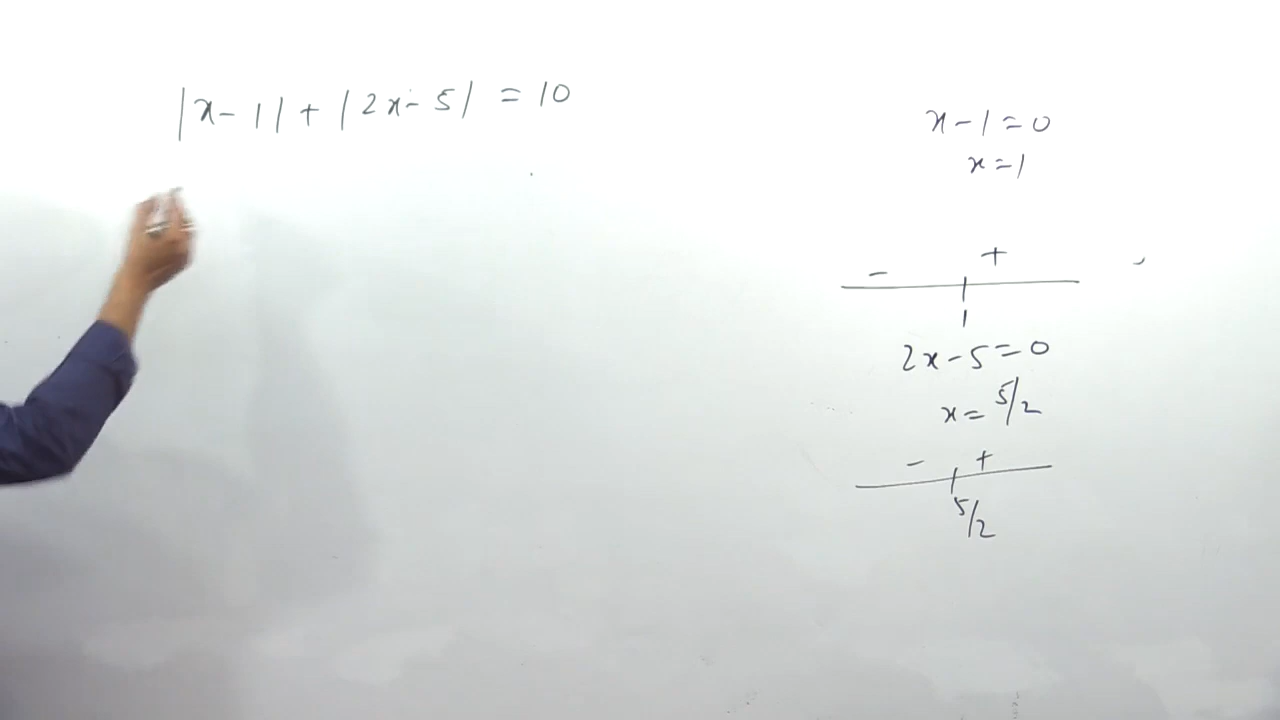 |x-1| + |2x-5| = 10
x-1=0
x=1
- +
1
2x-5=0
x=5/2
- +
5/2